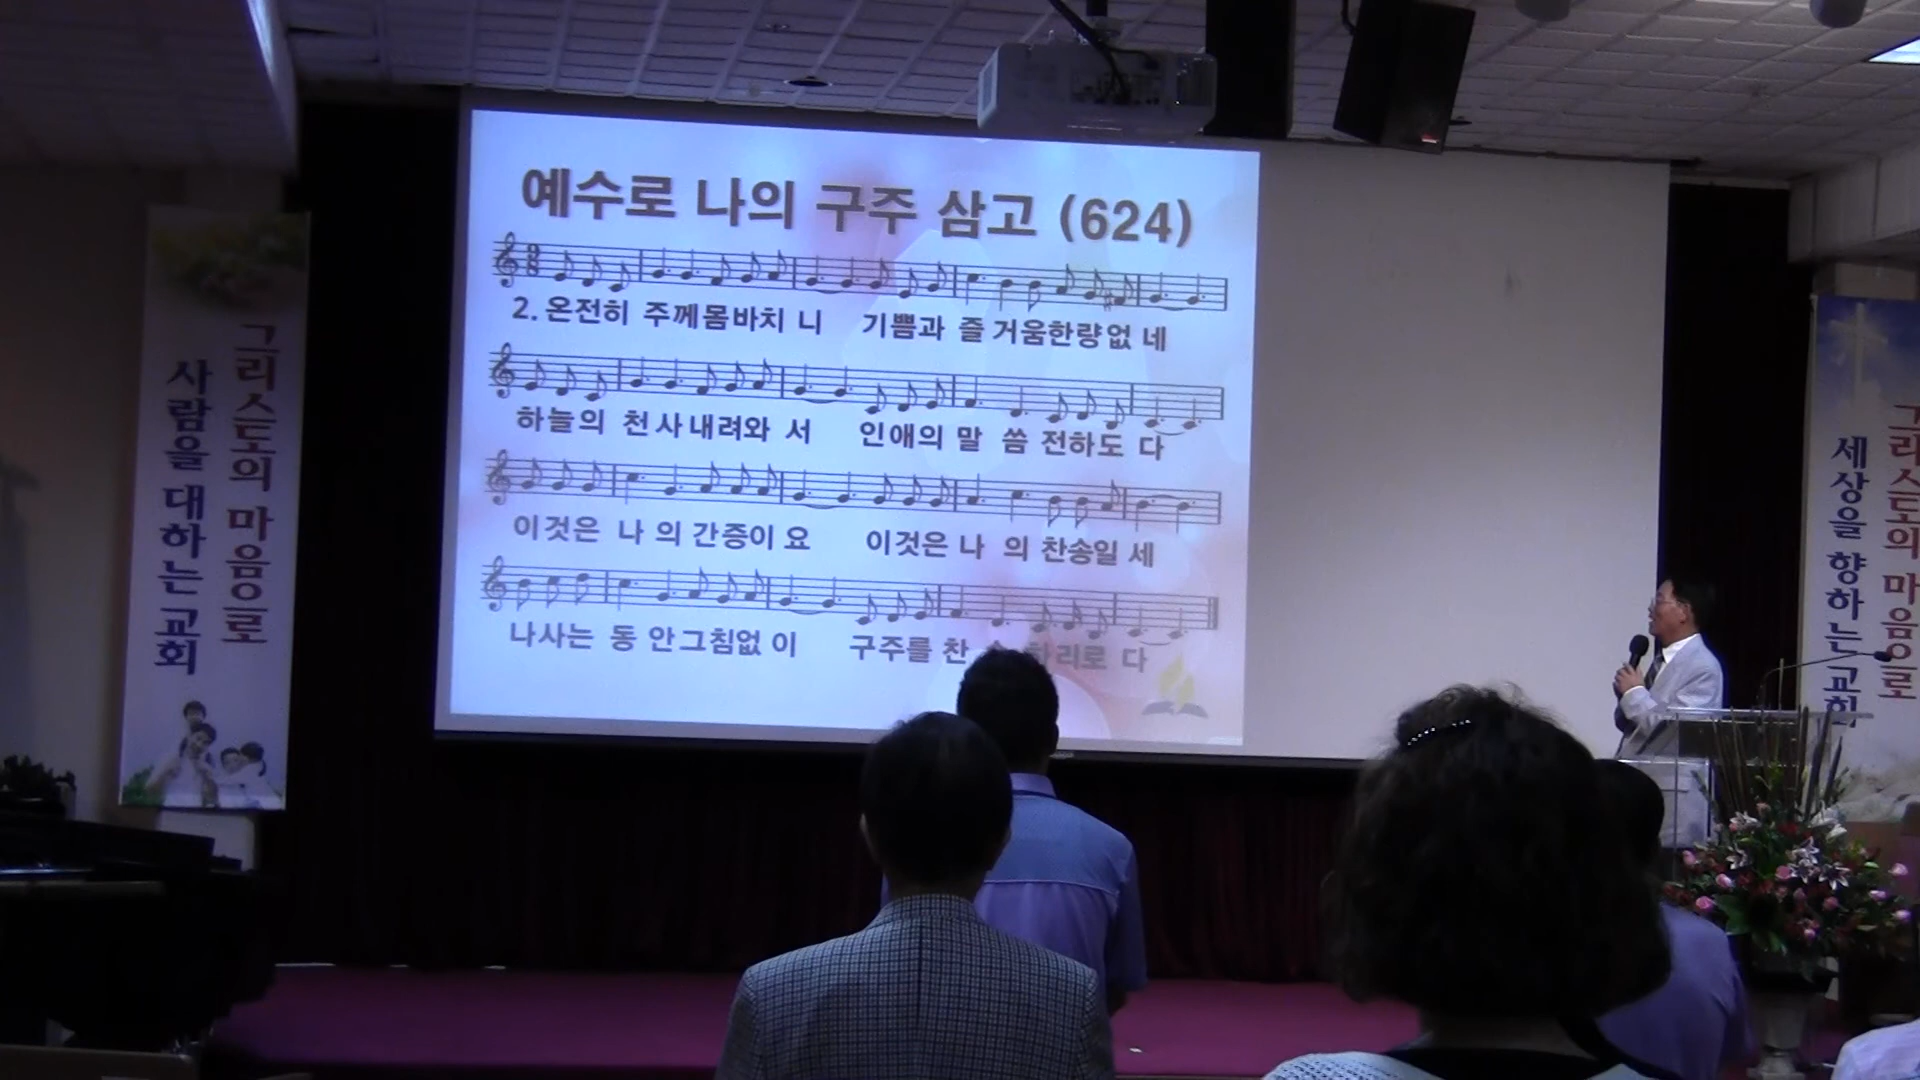 예수로 나의 구주 삼고 (624)
2. 온전히 주께몸바치 니 기쁨과 즐 거움한량없 네
하늘의 천사내려와 서 인애의 말 씀 전하도 다
이것은 나 의 간증이 요 이것은 나 의 찬송일 세
나사는 동 안그침없 이 구주를 찬 하리로 다
그리스도의 마음으로
사람을 대하는 교회
그리스도의 마음으로
세상을 향하는 교회